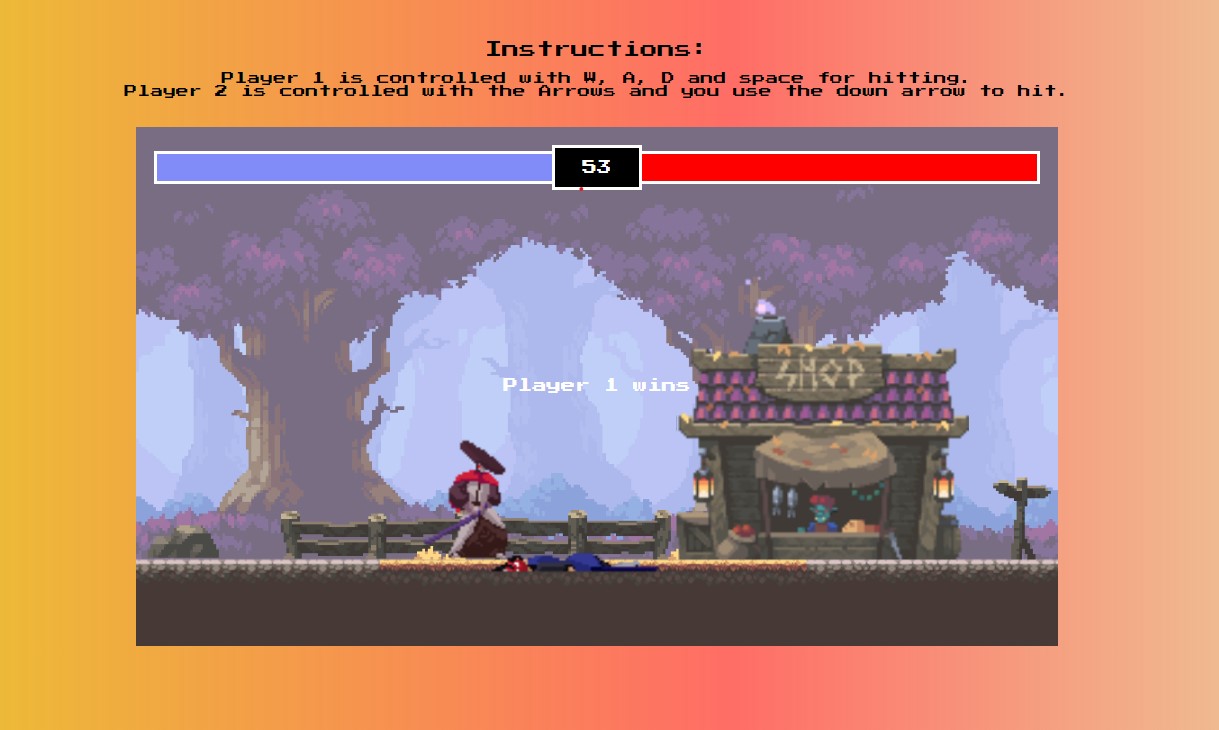 Instructions:
Player 1 is controlled with W, A, D and space for hitting.
Player 2 is controlled with the Arrows and you use the down arrow to hit.
53
SHOP
Player 1 wins